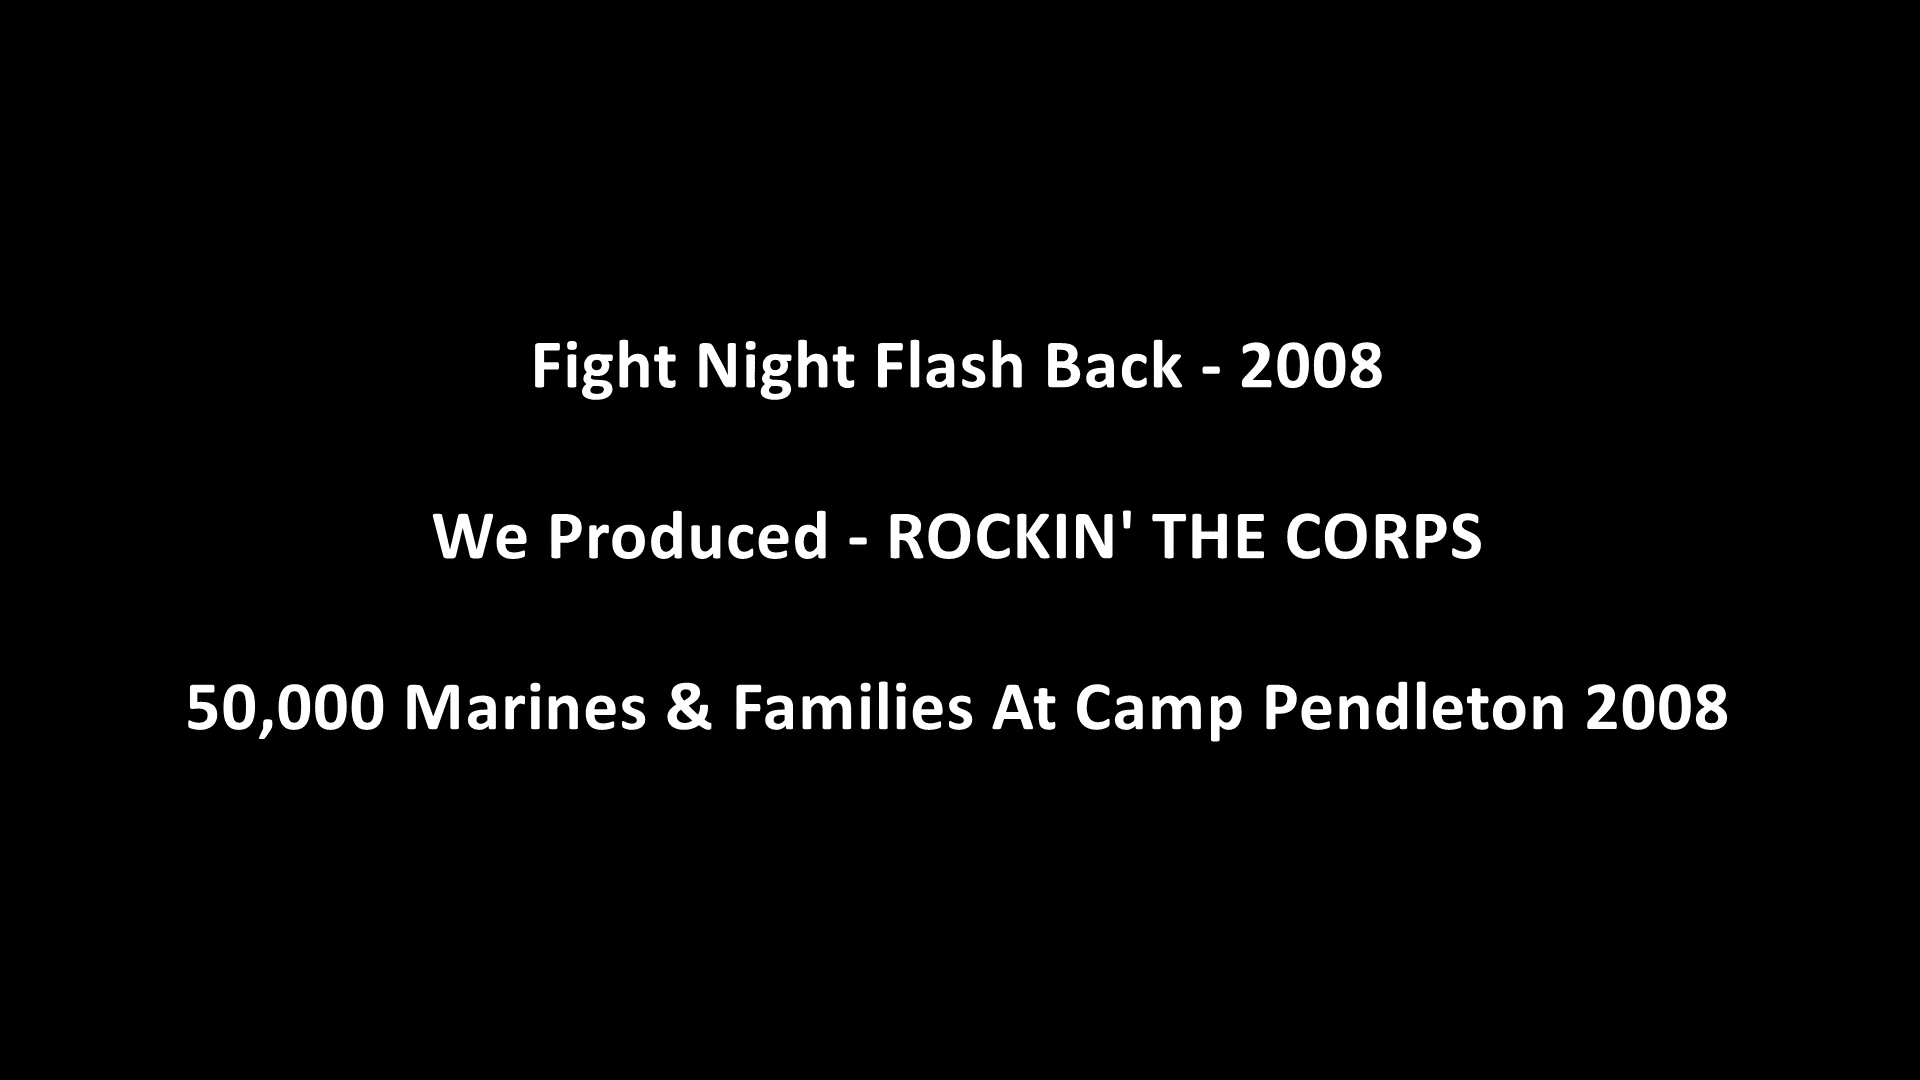 Fight Night Flash Back - 2008
We Produced - ROCKIN' THE CORPS
50,000 Marines & Families At Camp Pendleton 2008